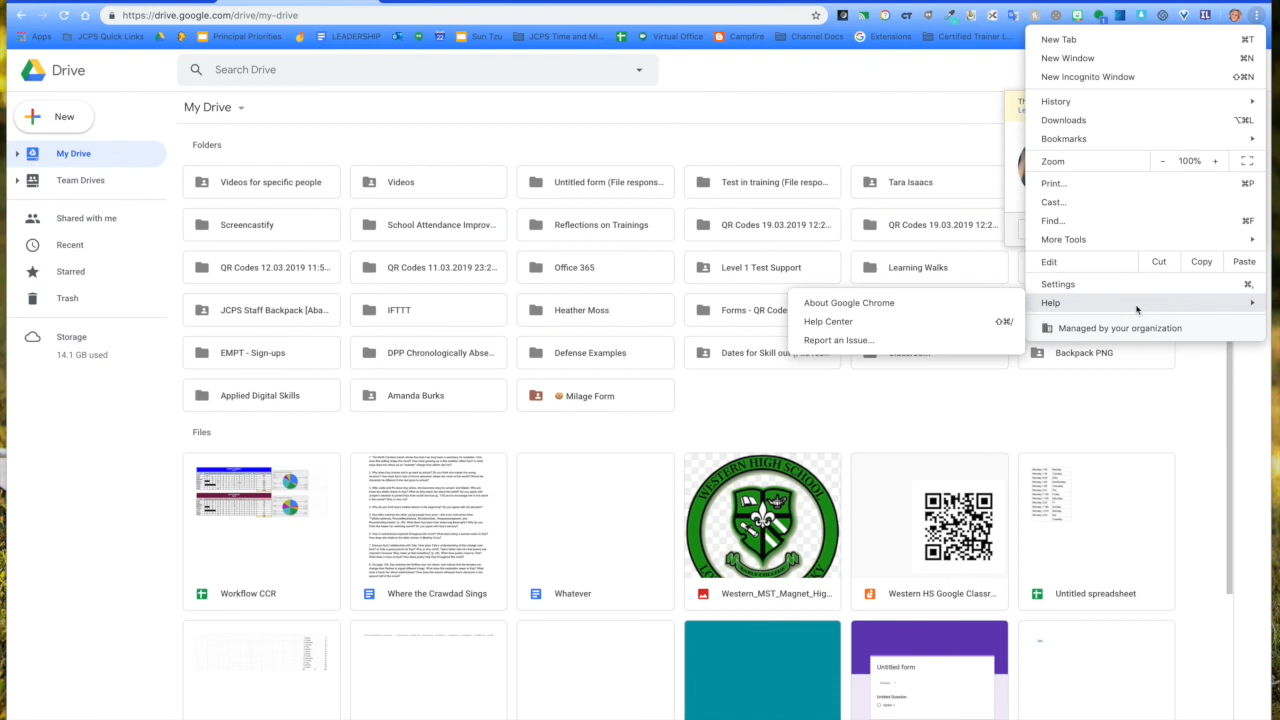 https://drive.google.com/drive/my-drive
Apps
JCPS Quick Links
Principal Priorities
LEADERSHIP
Sun Tzu
JCPS Time and Mi...
Virtual Office
Campfire
Channel Docs
Extensions
Certified Trainer L...
Drive
Search Drive
New
My Drive
Team Drives
Shared with me
Recent
Starred
Trash
Storage
14.1 GB used
My Drive
Folders
Videos for specific people
Videos
Untitled form (File respons...
Test in training (File respo...
Tara Isaacs
Screencastify
School Attendance Improv...
Reflections on Trainings
QR Codes 19.03.2019 12:2...
QR Codes 19.03.2019 12:2...
QR Codes 12.03.2019 11:5...
QR Codes 11.03.2019 23:2...
Office 365
Level 1 Test Support
Learning Walks
JCPS Staff Backpack [Aba...
IFTTT
Heather Moss
Forms - QR Code
EMPT - Sign-ups
DPP Chronologically Abse...
Defense Examples
Dates for Skill out
Backpack PNG
Applied Digital Skills
Amanda Burks
Milage Form
Files
WESTERN HIGH SCHOOL
Workflow CCR
Where the Crawdad Sings
Whatever
Western_MST_Magnet_Hig...
Western HS Google Classr...
Untitled spreadsheet
Untitled form
Untitled Question
New Tab ⌘T
New Window ⌘N
New Incognito Window ⇧⌘N
History
Downloads ⌥⌘L
Bookmarks
Zoom - 100% +
Print... ⌘P
Cast...
Find... ⌘F
More Tools
Edit Cut Copy Paste
Settings ⌘,
Help
Managed by your organization
About Google Chrome
Help Center ⇧⌘/
Report an Issue...